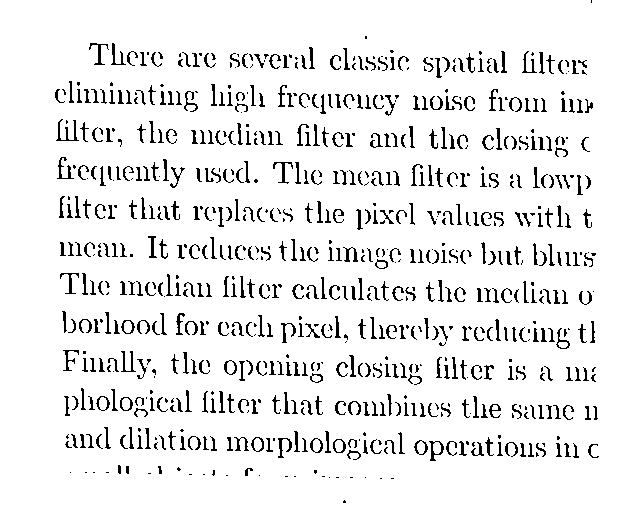 There are several classic spatial filters
eliminating high frequency noise from
filter, the median filter and the closing
frequently used. The mean filter is a lowp
filter that replaces the pixel values with t
mean. It reduces the image noise but blurs
The median filter calculates the median o
borhood for each pixel, thereby reducing th
Finally, the opening closing filter is a
phological filter that combines the same
and dilation morphological operations in